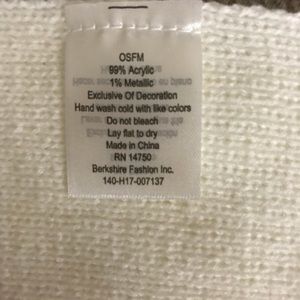 OSFM
99% Acrylic
1% Metallic
Exclusive Of Decoration
Hand wash cold with like colors
Do not bleach
Lay flat to dry
Made in China
RN 14750
Berkshire Fashion Inc.
140-H17-007137